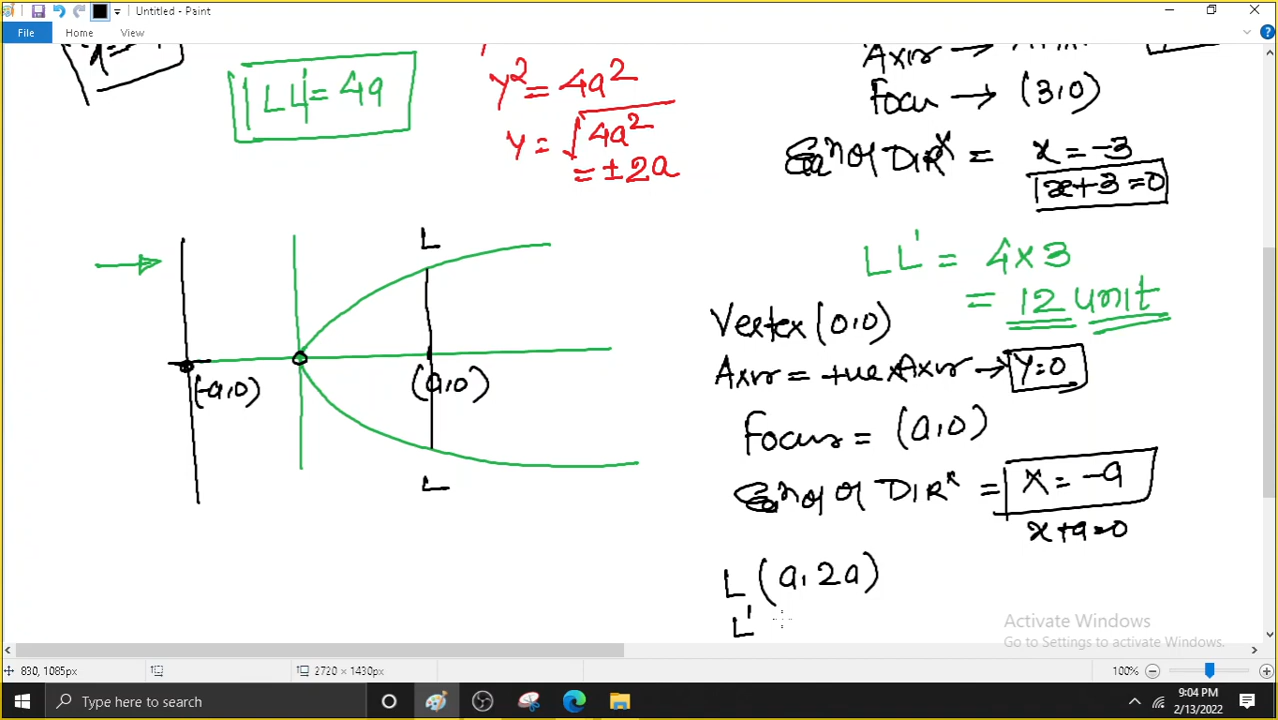 Untitled - Paint
File Home View
LL' = 4a
y² = 4a²
y = √4a²
= ±2a
Axis →
Focus → (3,0)
Eqn of DIRx = x = -3
x+3=0
LL' = 4×3
= 12 unit
Vertex (0,0)
Axis = +ve x Axis → y=0
Focus = (a,0)
Eqn of DIRx = x = -a
x+a=0
L (a, 2a)
L'
L
(-a,0)
(a,0)
L
Activate Windows
Go to Settings to activate Windows.
830, 1085px
2720 × 1430px
100%
Type here to search
9:04 PM
2/13/2022